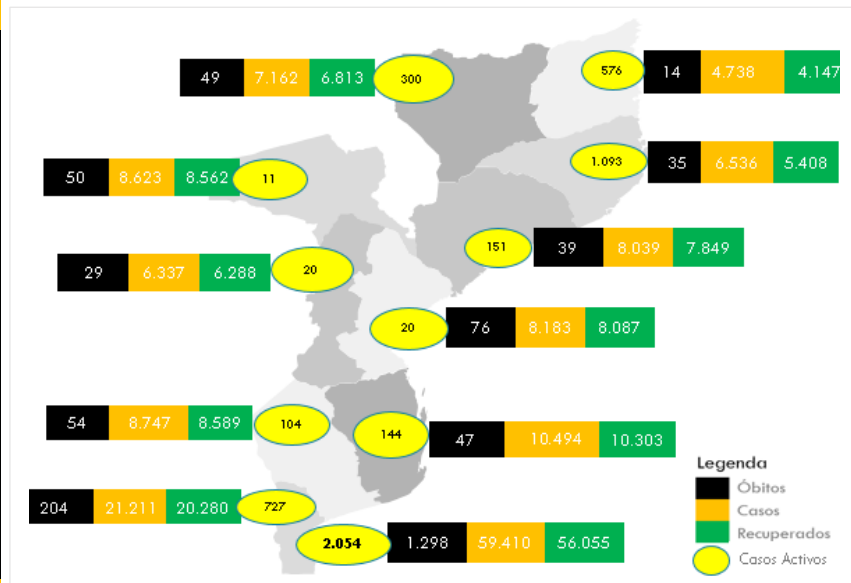 49 7.162 6.813 300
576 14 4.738 4.147
1.093 35 6.536 5.408
50 8.623 8.562 11
151 39 8.039 7.849
29 6.337 6.288 20
20 76 8.183 8.087
54 8.747 8.589 104
144 47 10.494 10.303
204 21.211 20.280 727
2.054 1.298 59.410 56.055
Legenda
Óbitos
Casos
Recuperados
Casos Activos